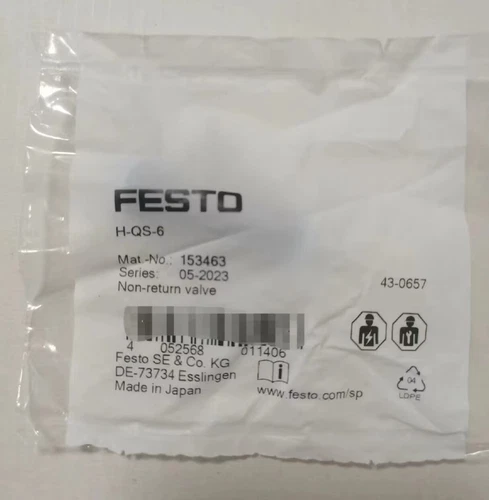 FESTO
H-QS-6
Mat.-No.: 153463
Series: 05-2023
Non-return valve
43-0657
4 052568 011406
Festo SE & Co. KG
DE-73734 Esslingen
Made in Japan
www.festo.com/sp
04
LDPE